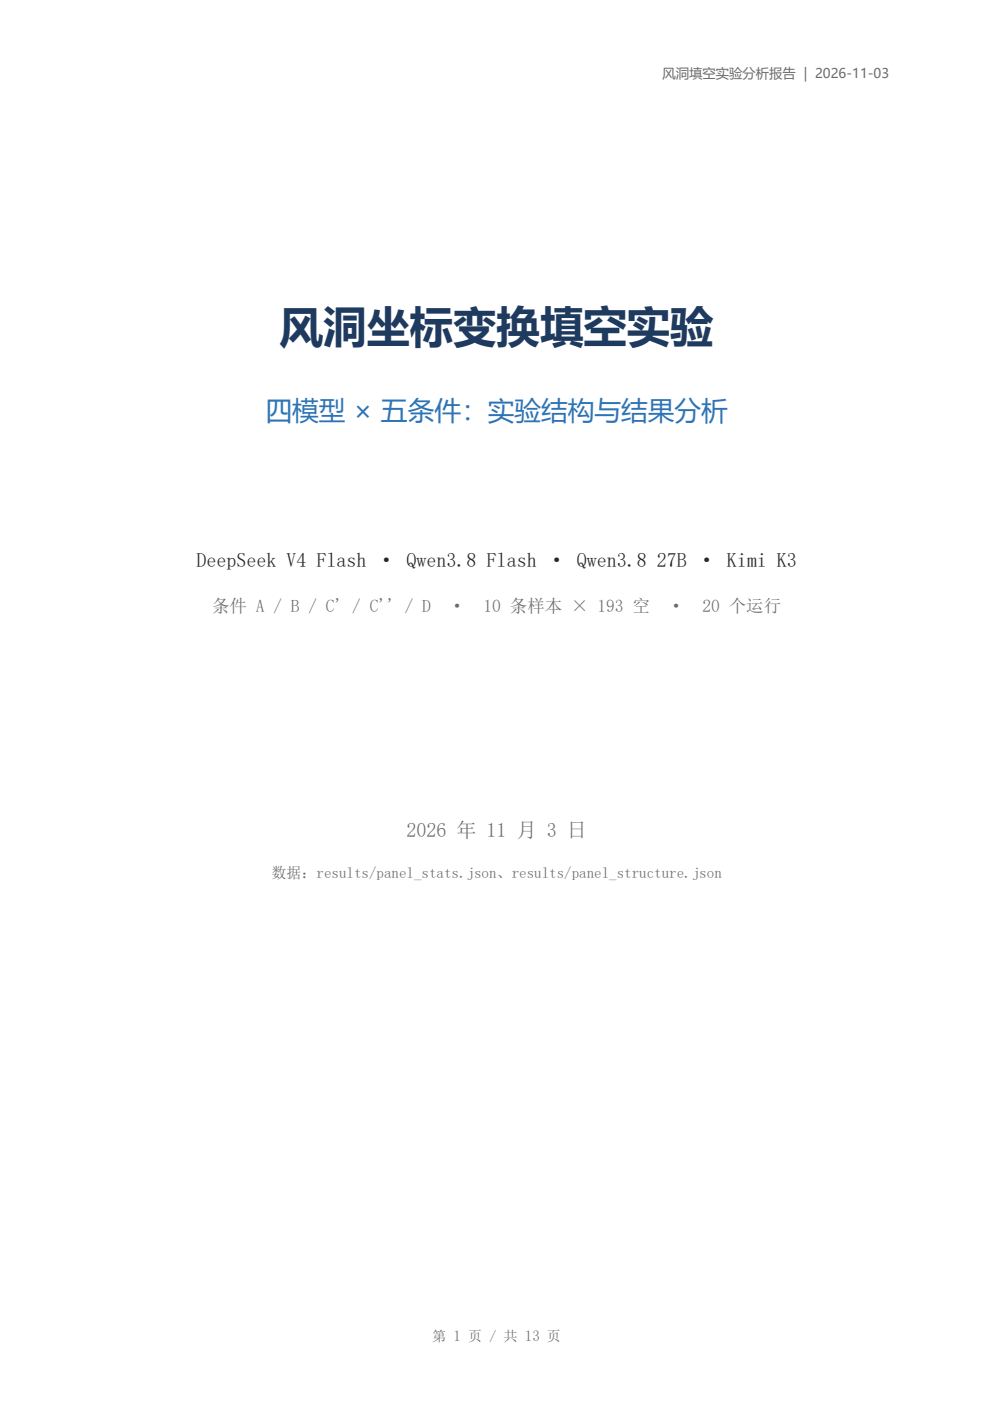 风洞填空实验分析报告 | 2026-11-03
风洞坐标变换填空实验
四模型 × 五条件：实验结构与结果分析
DeepSeek V4 Flash • Qwen3.8 Flash • Qwen3.8 27B • Kimi K3
条件 A / B / C' / C'' / D • 10 条样本 × 193 空 • 20 个运行
2026 年 11 月 3 日
数据：results/panel_stats.json、results/panel_structure.json
第 1 页 / 共 13 页